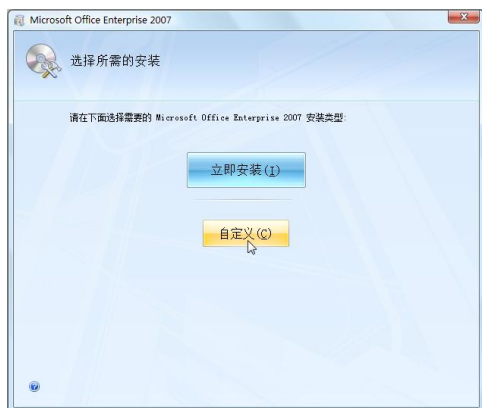 Microsoft Office Enterprise 2007
选择所需的安装
请在下面选择需要的 Microsoft Office Enterprise 2007 安装类型:
立即安装(I)
自定义(C)